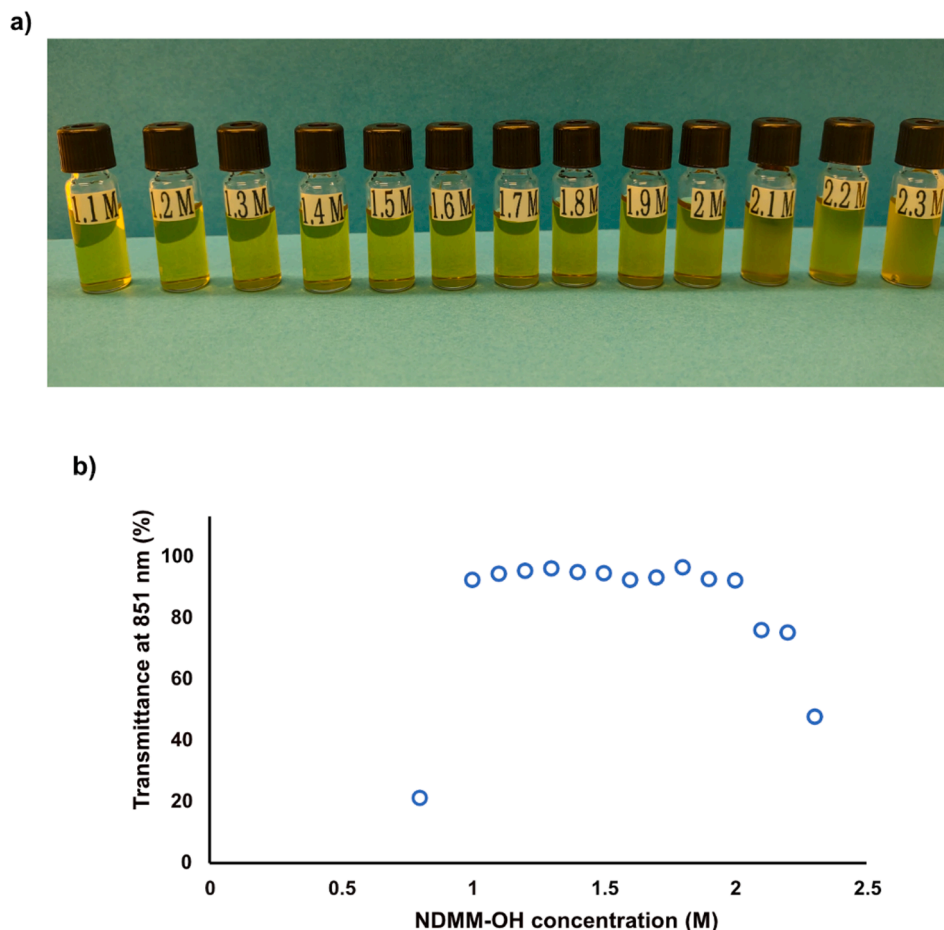 a)
1.1 M
1.2 M
1.3 M
1.4 M
1.5 M
1.6 M
1.7 M
1.8 M
1.9 M
2 M
2.1 M
2.2 M
2.3 M
b)
Transmittance at 851 nm (%)
100
80
60
40
20
0
0 0.5 1 1.5 2 2.5
NDMM-OH concentration (M)